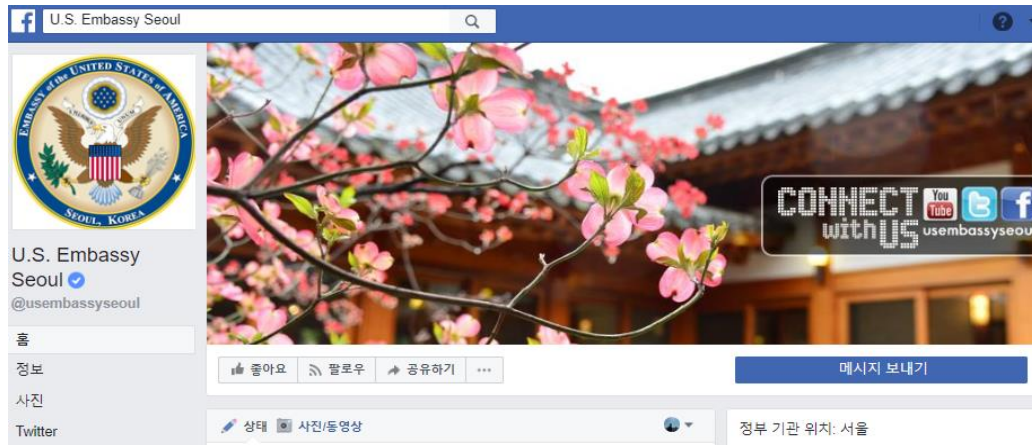 U.S. Embassy Seoul
EMBASSY of the UNITED STATES of AMERICA
SEOUL, KOREA
CONNECT
with US
You
Tube
usembassyseou
U.S. Embassy
Seoul
@usembassyseoul
홈
정보
사진
Twitter
좋아요 팔로우 공유하기 ...
메시지 보내기
상태 사진/동영상
정부 기관 위치: 서울